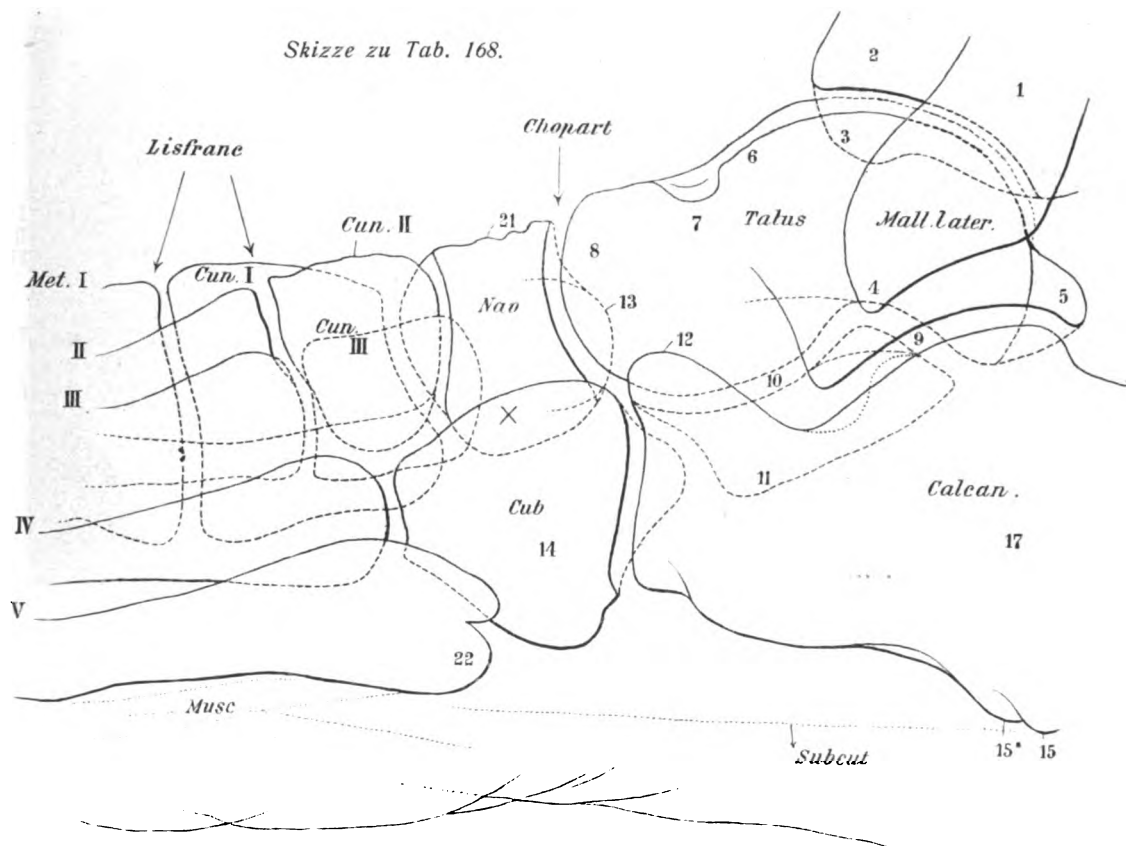 Skizze zu Tab. 168.
2
1
Chopart
Lisfranc
3
6
Cun. II
21
7
Talus
Mall. later.
8
Met. I
Cun. I
Nav
13
4
5
Cun.
III
II
12
9
10
III
X
11
Calcan.
Cub
IV
14
17
V
22
Musc
Subcut
15*
15